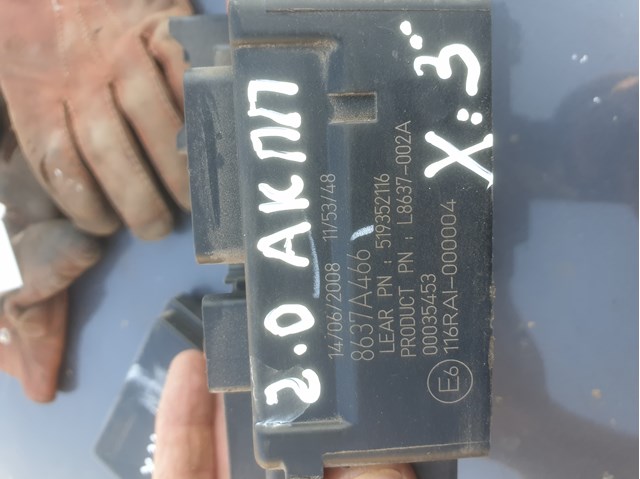 2.0 АКПП
14/06/2008 11/53/48
8637A466
LEAR PN : 519352116
PRODUCT PN : L8637-002A
00035453
E6 116RAI-000004
X:3"